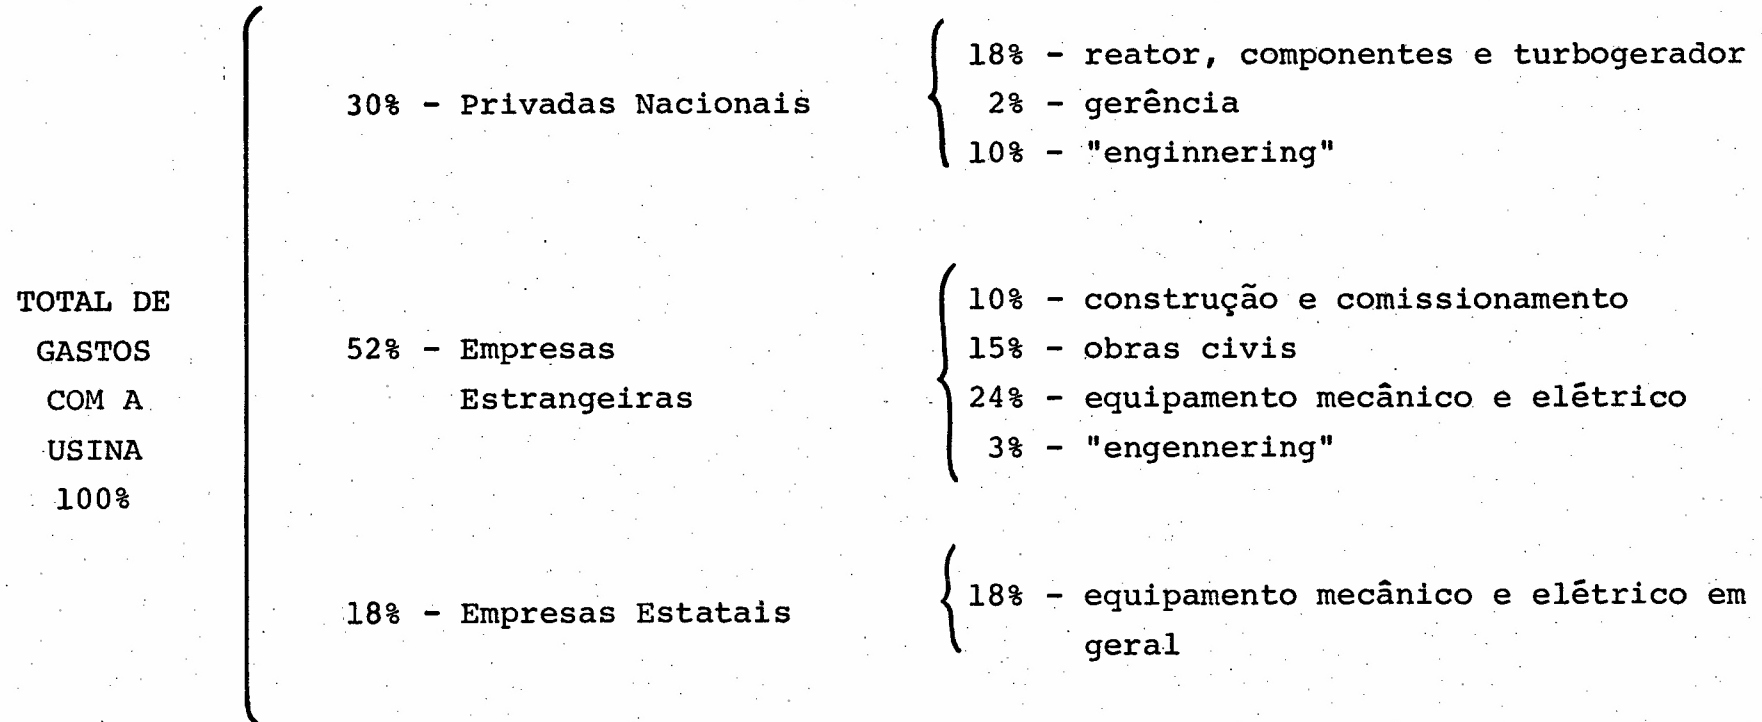 TOTAL DE
GASTOS
COM A
USINA
100%
30% - Privadas Nacionais
18% - reator, componentes e turbogerador
2% - gerência
10% - "enginnering"
52% - Empresas
Estrangeiras
10% - construção e comissionamento
15% - obras civis
24% - equipamento mecânico e elétrico
3% - "engennering"
18% - Empresas Estatais
18% - equipamento mecânico e elétrico em
geral